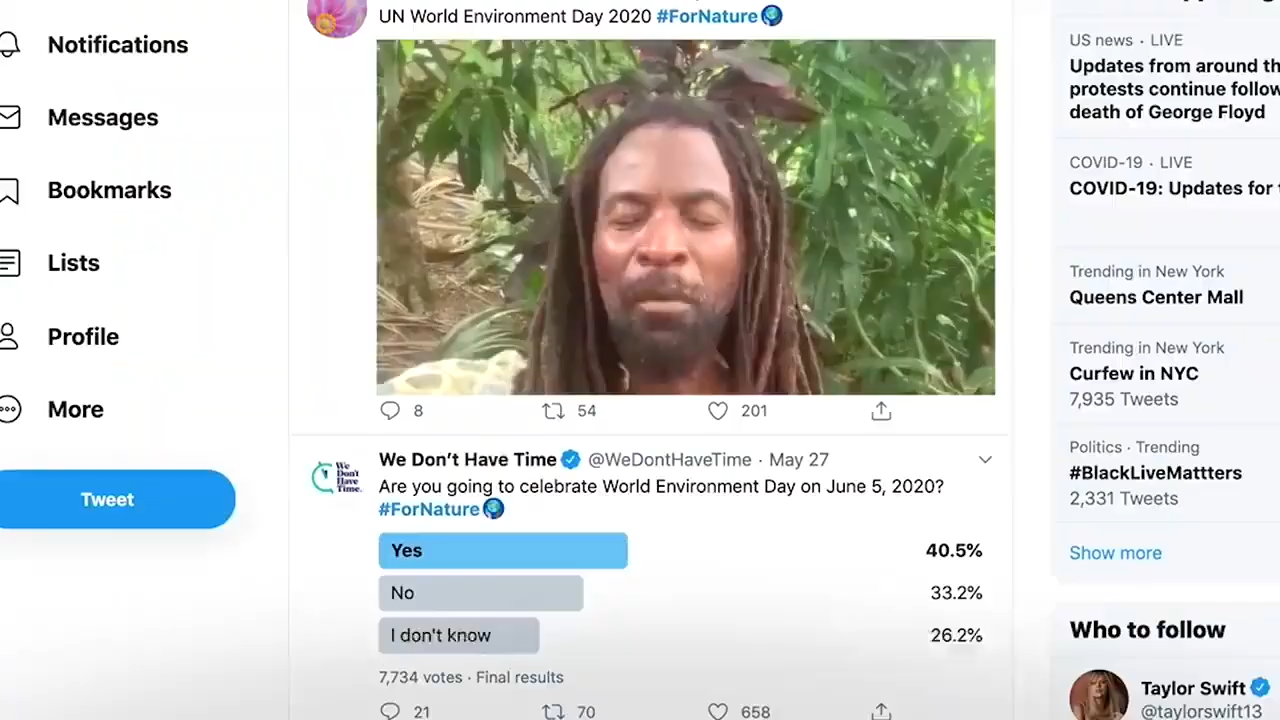 Notifications
Messages
Bookmarks
Lists
Profile
More
Tweet
UN World Environment Day 2020 #ForNature
8 54 201
We Don't Have Time.
We Don’t Have Time @WeDontHaveTime · May 27
Are you going to celebrate World Environment Day on June 5, 2020?
#ForNature
Yes 40.5%
No 33.2%
I don't know 26.2%
7,734 votes · Final results
21 70 658
US news · LIVE
Updates from around th
protests continue follow
death of George Floyd
COVID-19 · LIVE
COVID-19: Updates for
Trending in New York
Queens Center Mall
Trending in New York
Curfew in NYC
7,935 Tweets
Politics · Trending
#BlackLiveMattters
2,331 Tweets
Show more
Who to follow
Taylor Swift
@taylorswift13